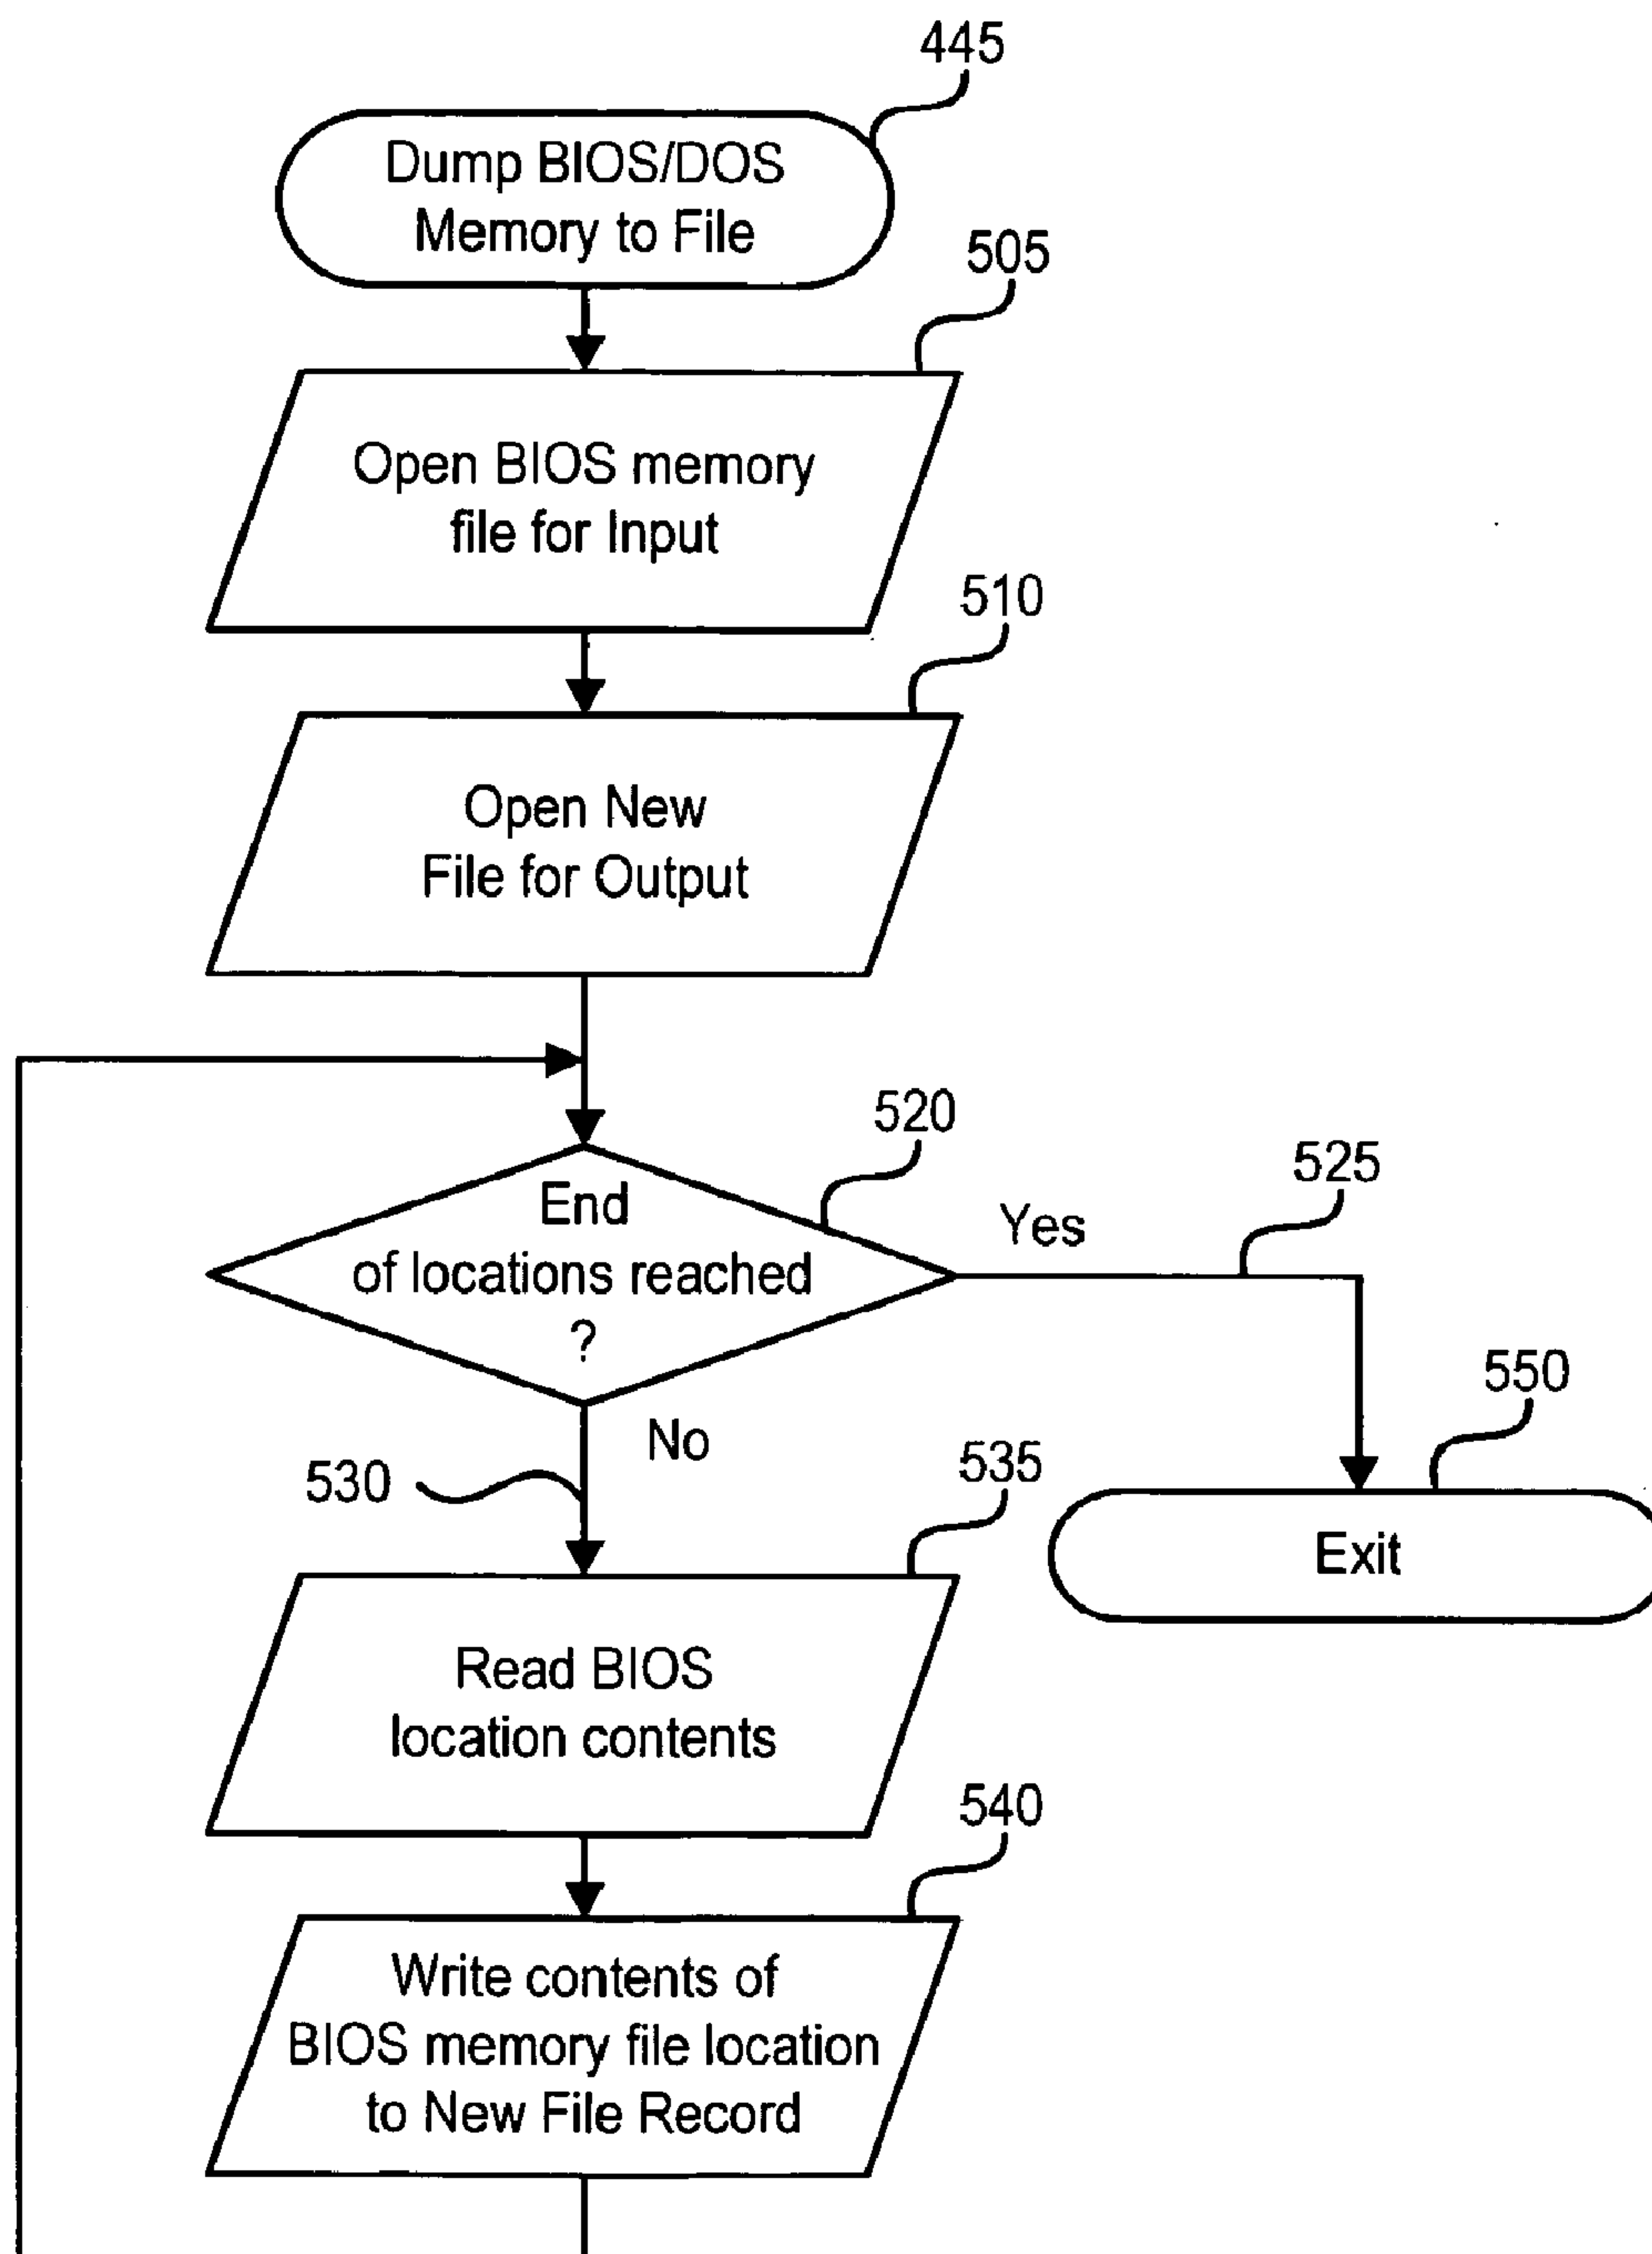 445
Dump BIOS/DOS
Memory to File
505
Open BIOS memory
file for Input
510
Open New
File for Output
520
End
of locations reached
?
Yes
525
No
530
550
Exit
535
Read BIOS
location contents
540
Write contents of
BIOS memory file location
to New File Record